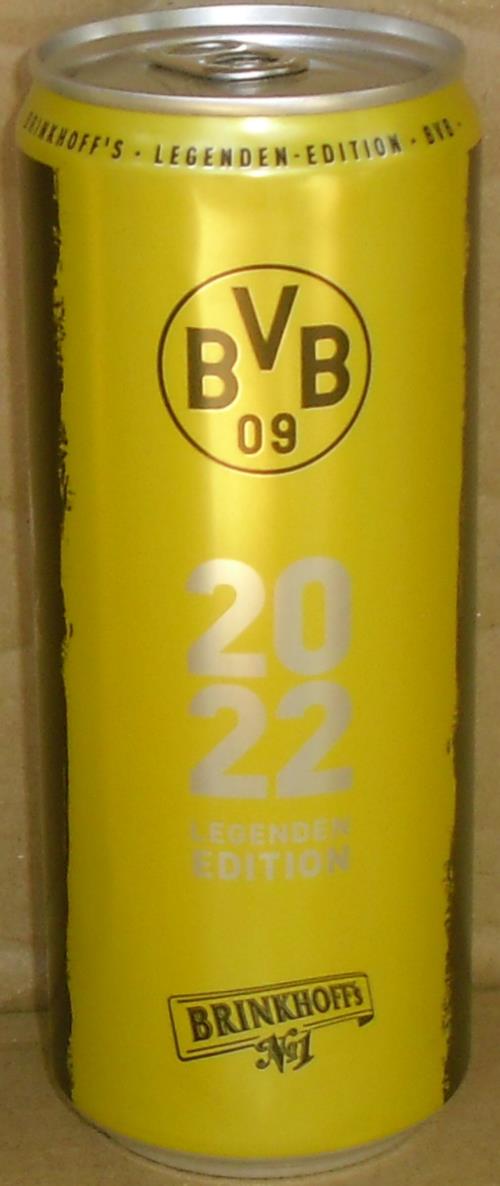 BRINKHOFF'S · LEGENDEN-EDITION · BVB ·
BVB
09
20
22
LEGENDEN
EDITION
BRINKHOFF's
No1